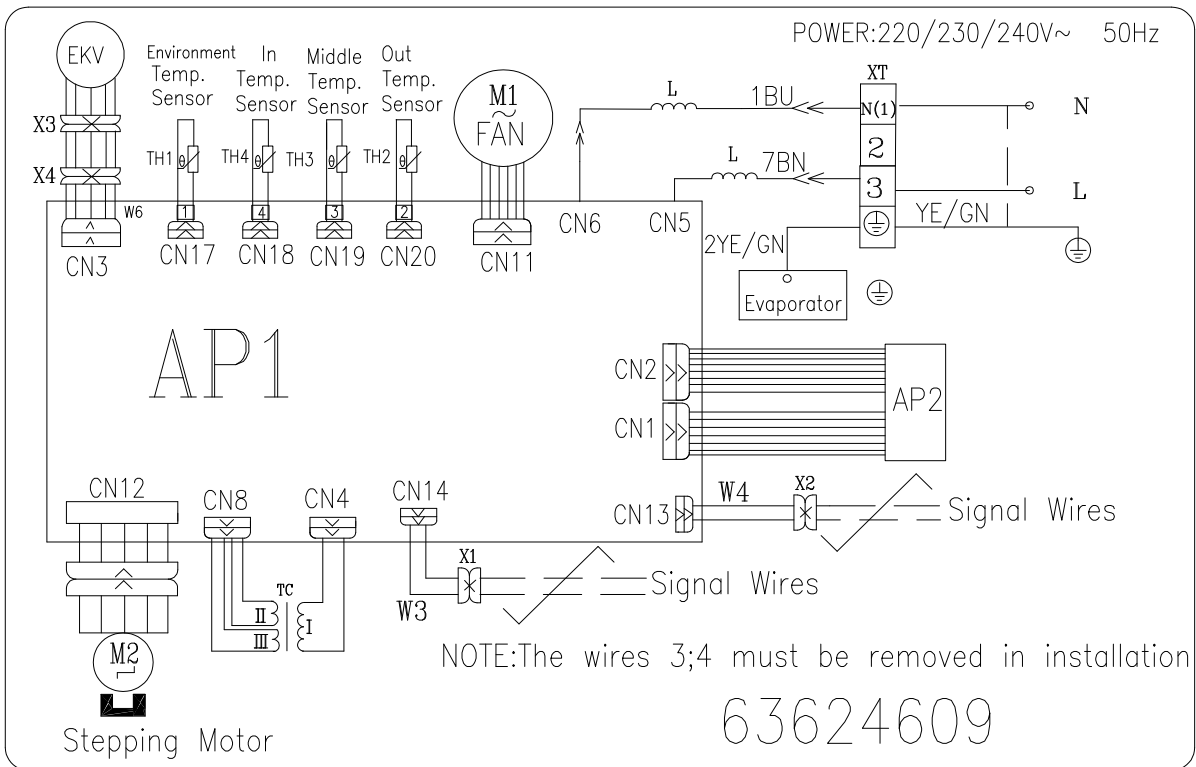 POWER:220/230/240V~ 50Hz
EKV
Environment
Temp.
Sensor
In
Temp.
Sensor
Middle
Temp.
Sensor
Out
Temp.
Sensor
M1
~
FAN
X3
X4
TH1
θ
TH4
θ
TH3
θ
TH2
θ
W6
1
4
3
2
CN3
CN17
CN18
CN19
CN20
CN11
CN6
CN5
L
1BU
L
7BN
XT
N(1)
2
3
N
L
YE/GN
2YE/GN
Evaporator
AP1
CN2
CN1
AP2
CN13
W4
X2
Signal Wires
CN12
CN8
CN4
CN14
X1
Signal Wires
W3
TC
II
III
I
M2
Stepping Motor
NOTE:The wires 3;4 must be removed in installation
63624609